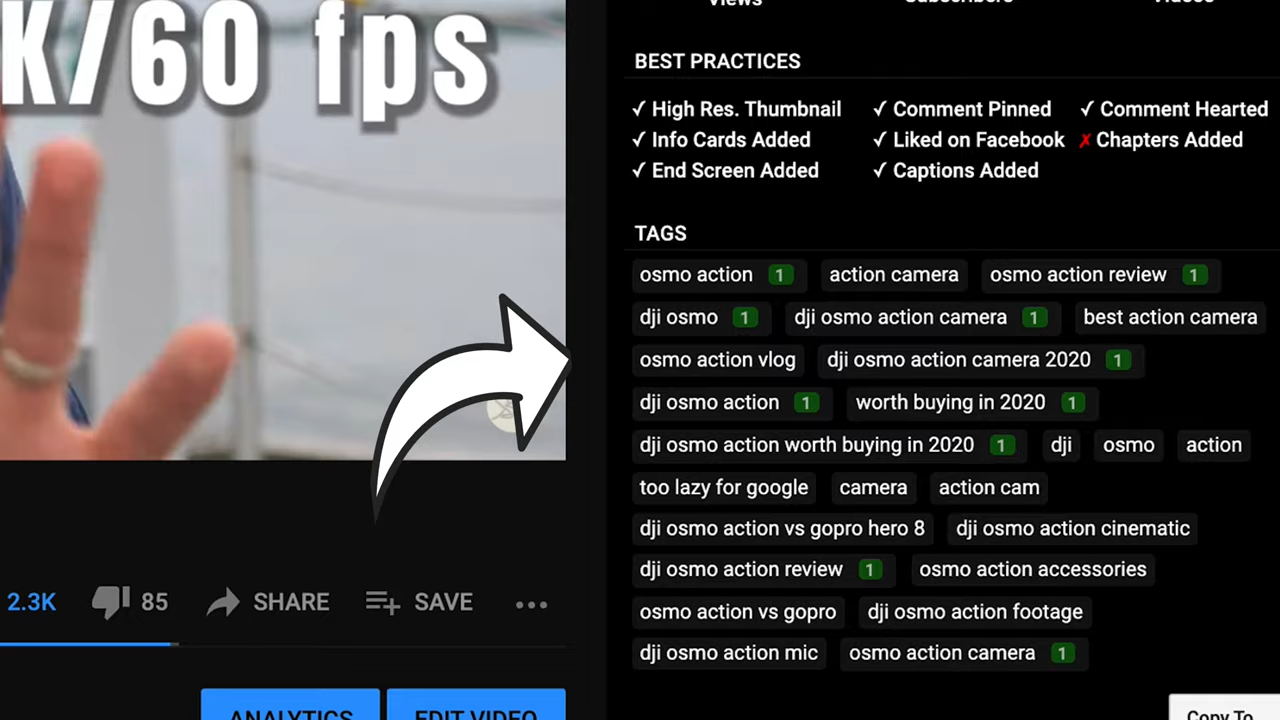 K/60 fps
2.3K 85 SHARE SAVE
ANALYTICS EDIT VIDEO
Views Subscribers Videos
BEST PRACTICES
✓ High Res. Thumbnail ✓ Comment Pinned ✓ Comment Hearted
✓ Info Cards Added ✓ Liked on Facebook ✗ Chapters Added
✓ End Screen Added ✓ Captions Added
TAGS
osmo action 1 action camera osmo action review 1
dji osmo 1 dji osmo action camera 1 best action camera
osmo action vlog dji osmo action camera 2020 1
dji osmo action 1 worth buying in 2020 1
dji osmo action worth buying in 2020 1 dji osmo action
too lazy for google camera action cam
dji osmo action vs gopro hero 8 dji osmo action cinematic
dji osmo action review 1 osmo action accessories
osmo action vs gopro dji osmo action footage
dji osmo action mic osmo action camera 1
Copy To